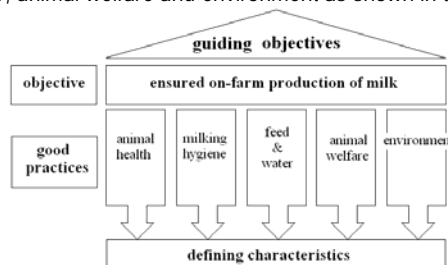 , animal welfare and environment as shown in
guiding objectives
objective
ensured on-farm production of milk
good
practices
animal
health
milking
hygiene
feed
&
water
animal
welfare
environment
defining characteristics